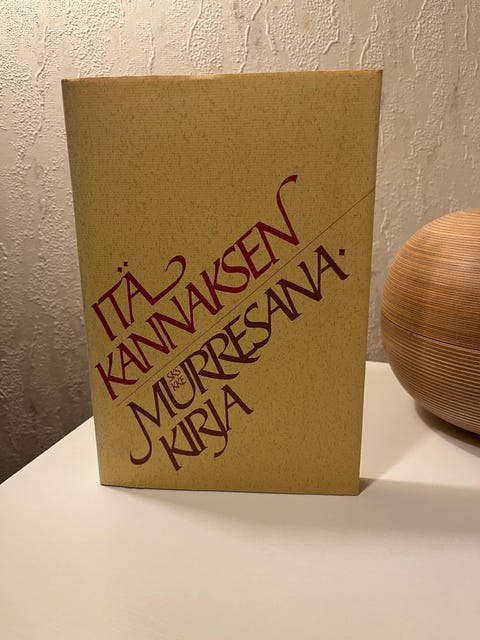 ITÄ
KANNAKSEN
MURRESANA·
KIRJA
SKS
KKE